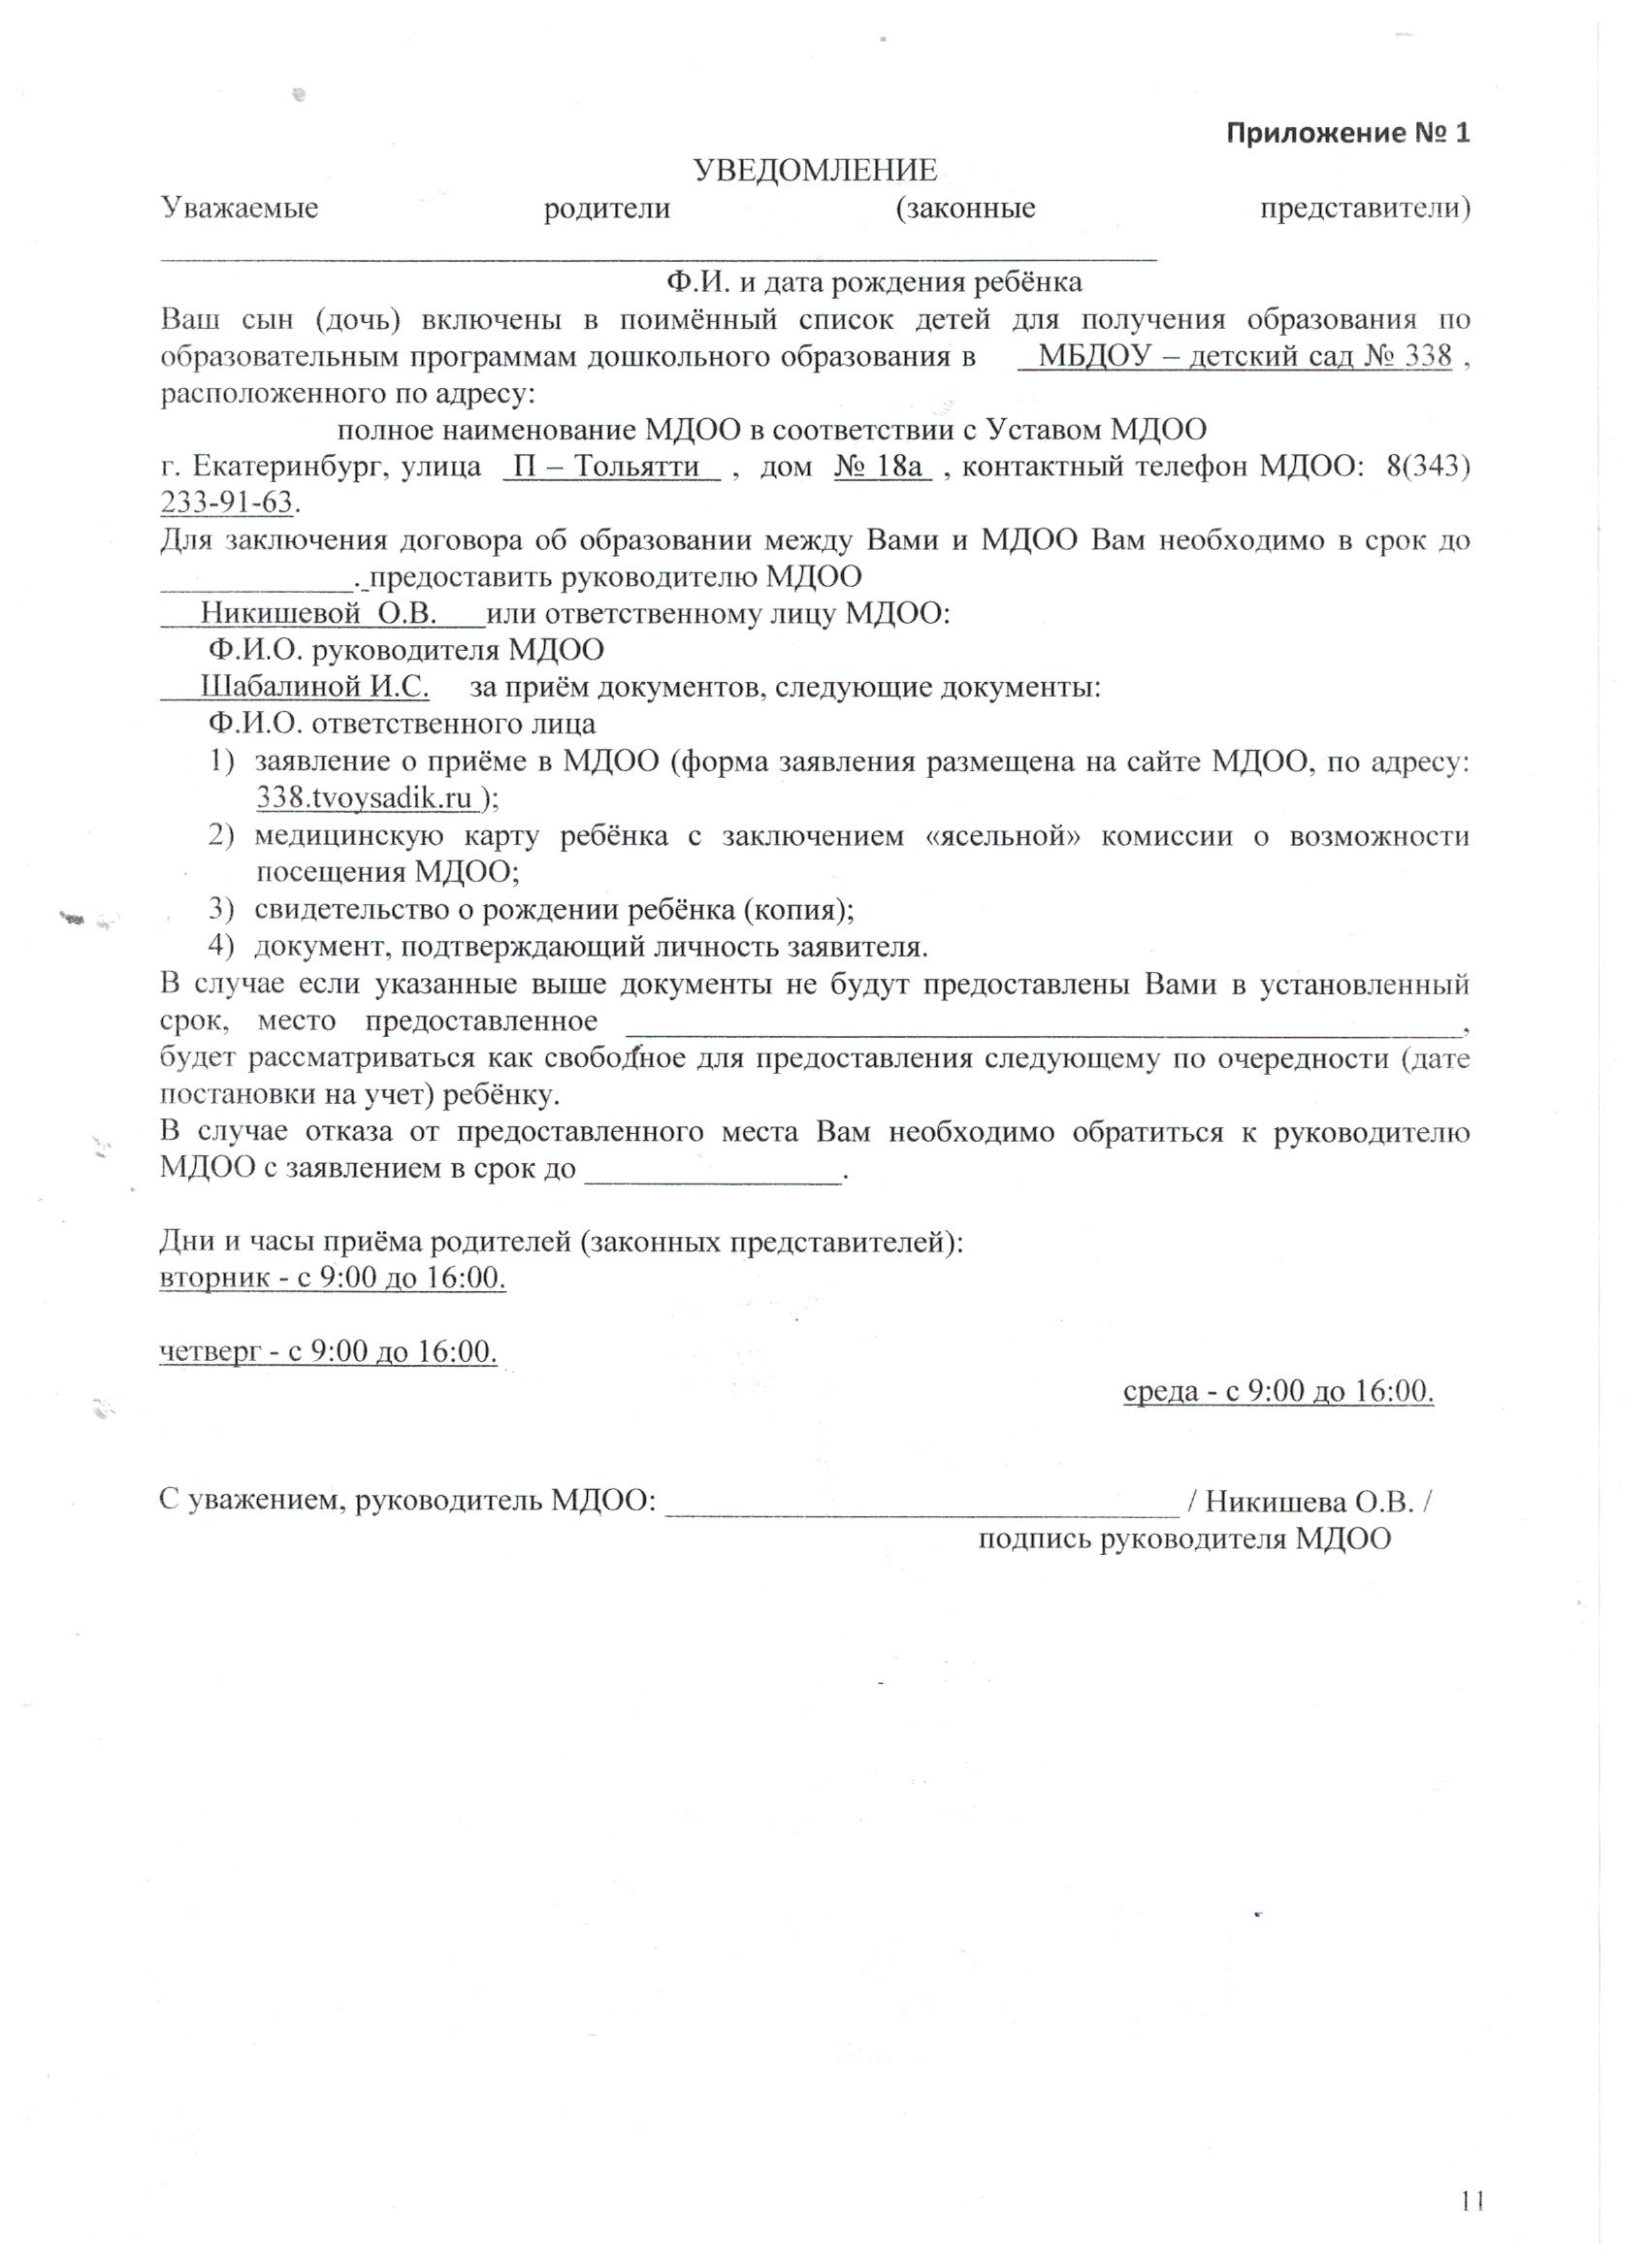 Приложение № 1
УВЕДОМЛЕНИЕ
Уважаемые родители (законные представители)
Ф.И. и дата рождения ребёнка
Ваш сын (дочь) включены в поимённый список детей для получения образования по
образовательным программам дошкольного образования в МБДОУ – детский сад № 338 ,
расположенного по адресу:
полное наименование МДОО в соответствии с Уставом МДОО
г. Екатеринбург, улица П – Тольятти , дом № 18а , контактный телефон МДОО: 8(343)
233-91-63.
Для заключения договора об образовании между Вами и МДОО Вам необходимо в срок до
____________. предоставить руководителю МДОО
Никишевой О.В. или ответственному лицу МДОО:
Ф.И.О. руководителя МДОО
Шабалиной И.С. за приём документов, следующие документы:
Ф.И.О. ответственного лица
1) заявление о приёме в МДОО (форма заявления размещена на сайте МДОО, по адресу:
338.tvoysadik.ru );
2) медицинскую карту ребёнка с заключением «ясельной» комиссии о возможности
посещения МДОО;
3) свидетельство о рождении ребёнка (копия);
4) документ, подтверждающий личность заявителя.
В случае если указанные выше документы не будут предоставлены Вами в установленный
срок, место предоставленное ____________________,
будет рассматриваться как свободное для предоставления следующему по очередности (дате
постановки на учет) ребёнку.
В случае отказа от предоставленного места Вам необходимо обратиться к руководителю
МДОО с заявлением в срок до ________________.
Дни и часы приёма родителей (законных представителей):
вторник - с 9:00 до 16:00.
четверг - с 9:00 до 16:00.
среда - с 9:00 до 16:00.
С уважением, руководитель МДОО: ____________________ / Никишева О.В. /
подпись руководителя МДОО
11